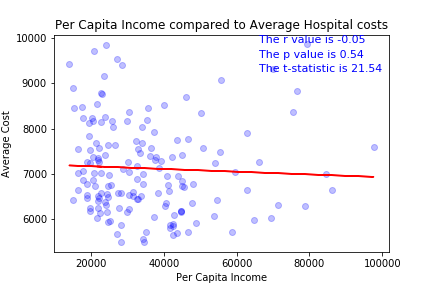 Per Capita Income compared to Average Hospital costs
The r value is -0.05
The p value is 0.54
The t-statistic is 21.54
10000
9000
8000
7000
6000
Average Cost
20000 40000 60000 80000 100000
Per Capita Income